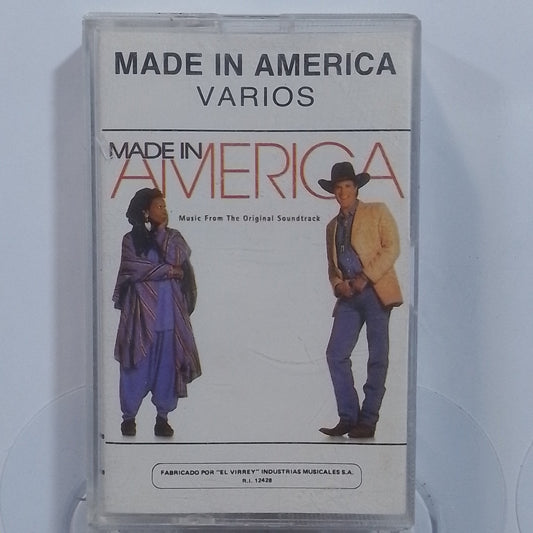 MADE IN AMERICA
VARIOS
MADE IN
AMERICA
Music From The Original Soundtrack
FABRICADO POR "EL VIRREY" INDUSTRIAS MUSICALES S.A.
R.I. 12428